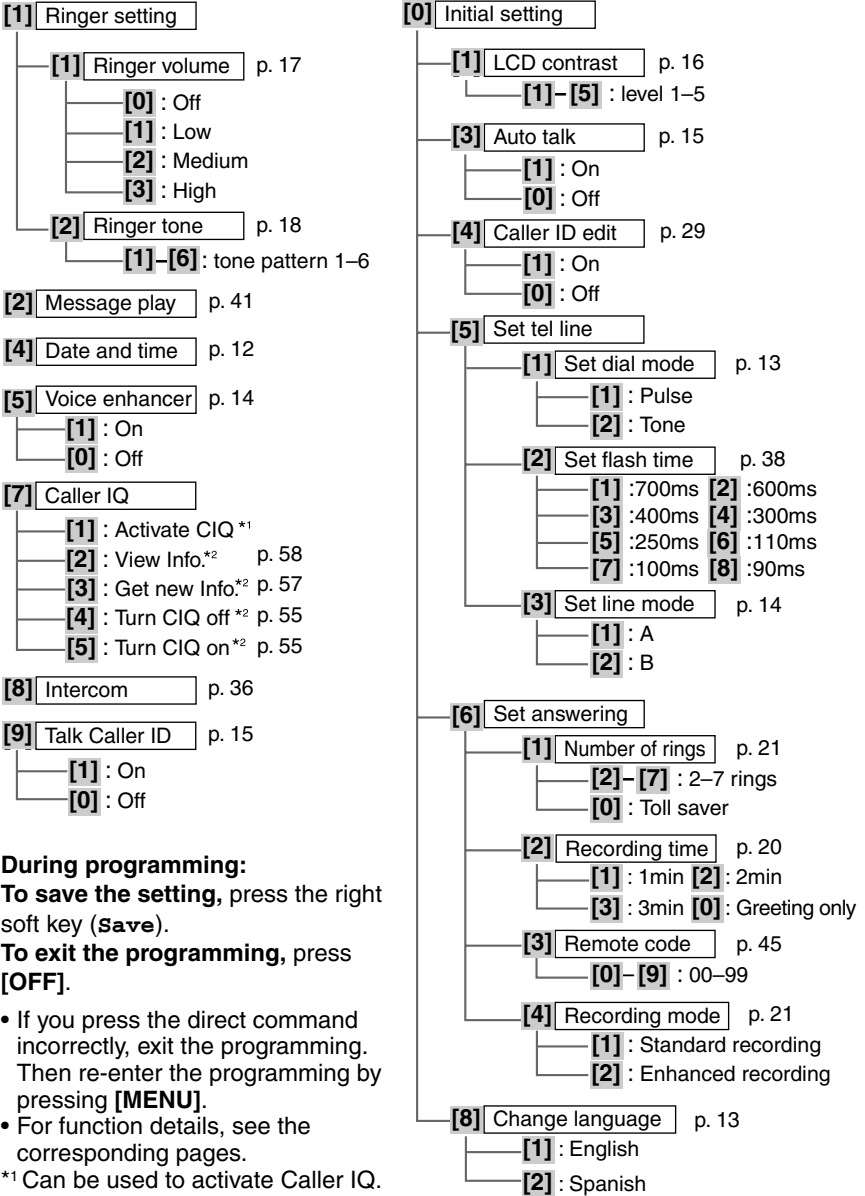 [1] Ringer setting
[1] Ringer volume p. 17
[0] : Off
[1] : Low
[2] : Medium
[3] : High
[2] Ringer tone p. 18
[1]–[6] : tone pattern 1–6
[2] Message play p. 41
[4] Date and time p. 12
[5] Voice enhancer p. 14
[1] : On
[0] : Off
[7] Caller IQ
[1] : Activate CIQ *1
[2] : View Info.*2 p. 58
[3] : Get new Info.*2 p. 57
[4] : Turn CIQ off *2 p. 55
[5] : Turn CIQ on *2 p. 55
[8] Intercom p. 36
[9] Talk Caller ID p. 15
[1] : On
[0] : Off
During programming:
To save the setting, press the right
soft key (Save).
To exit the programming, press
[OFF].
• If you press the direct command
incorrectly, exit the programming.
Then re-enter the programming by
pressing [MENU].
• For function details, see the
corresponding pages.
*1 Can be used to activate Caller IQ.
[0] Initial setting
[1] LCD contrast p. 16
[1]–[5] : level 1–5
[3] Auto talk p. 15
[1] : On
[0] : Off
[4] Caller ID edit p. 29
[1] : On
[0] : Off
[5] Set tel line
[1] Set dial mode p. 13
[1] : Pulse
[2] : Tone
[2] Set flash time p. 38
[1] :700ms [2] :600ms
[3] :400ms [4] :300ms
[5] :250ms [6] :110ms
[7] :100ms [8] :90ms
[3] Set line mode p. 14
[1] : A
[2] : B
[6] Set answering
[1] Number of rings p. 21
[2]–[7] : 2–7 rings
[0] : Toll saver
[2] Recording time p. 20
[1] : 1min [2] : 2min
[3] : 3min [0] : Greeting only
[3] Remote code p. 45
[0]–[9] : 00–99
[4] Recording mode p. 21
[1] : Standard recording
[2] : Enhanced recording
[8] Change language p. 13
[1] : English
[2] : Spanish